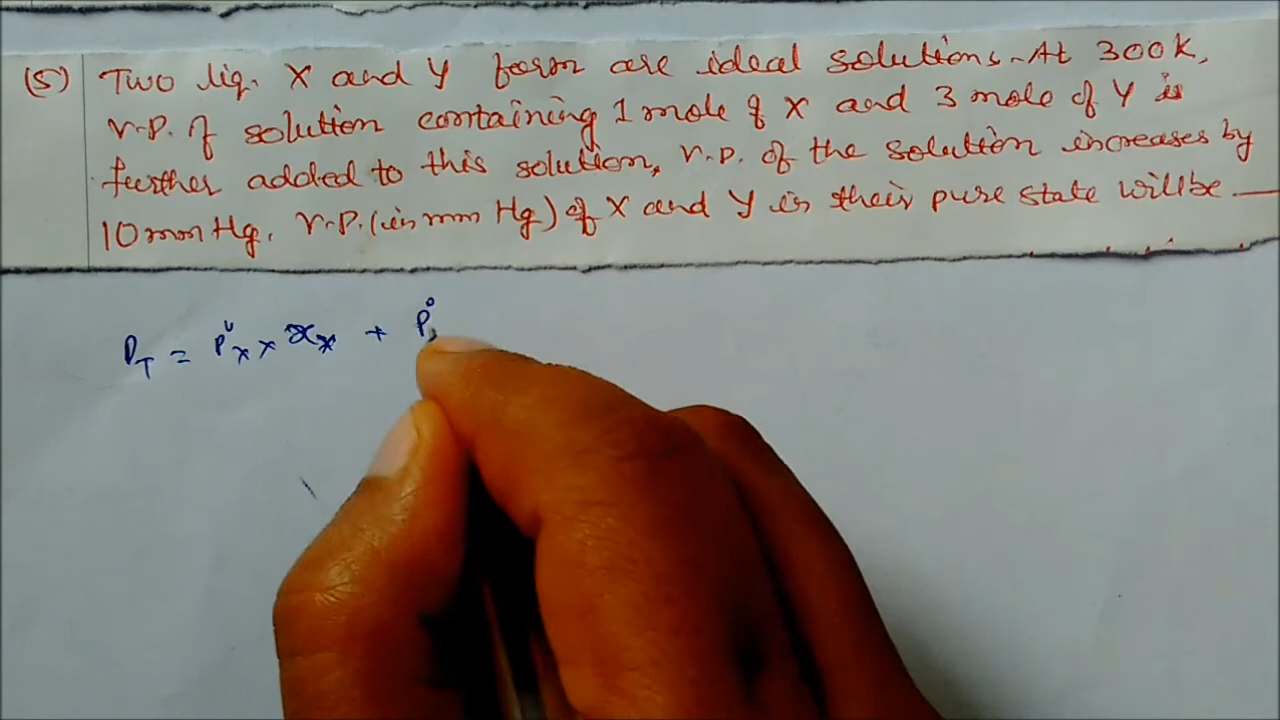 (5) Two liq. X and Y form are ideal solutions. At 300K,
v.p. of solution containing 1 mole of X and 3 mole of Y is
further added to this solution, v.p. of the solution increases by
10 mm Hg. v.p. (in mm Hg) of X and Y in their pure state will be —
P_T = P°_X × x_X + P°